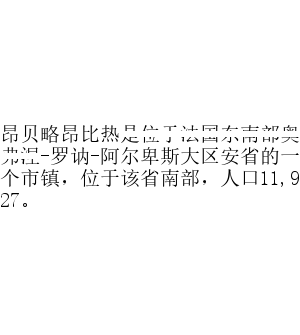 昂贝略昂比热是位于法国东南部奥
弗涅-罗讷-阿尔卑斯大区安省的一
个市镇，位于该省南部，人口11,9
27。